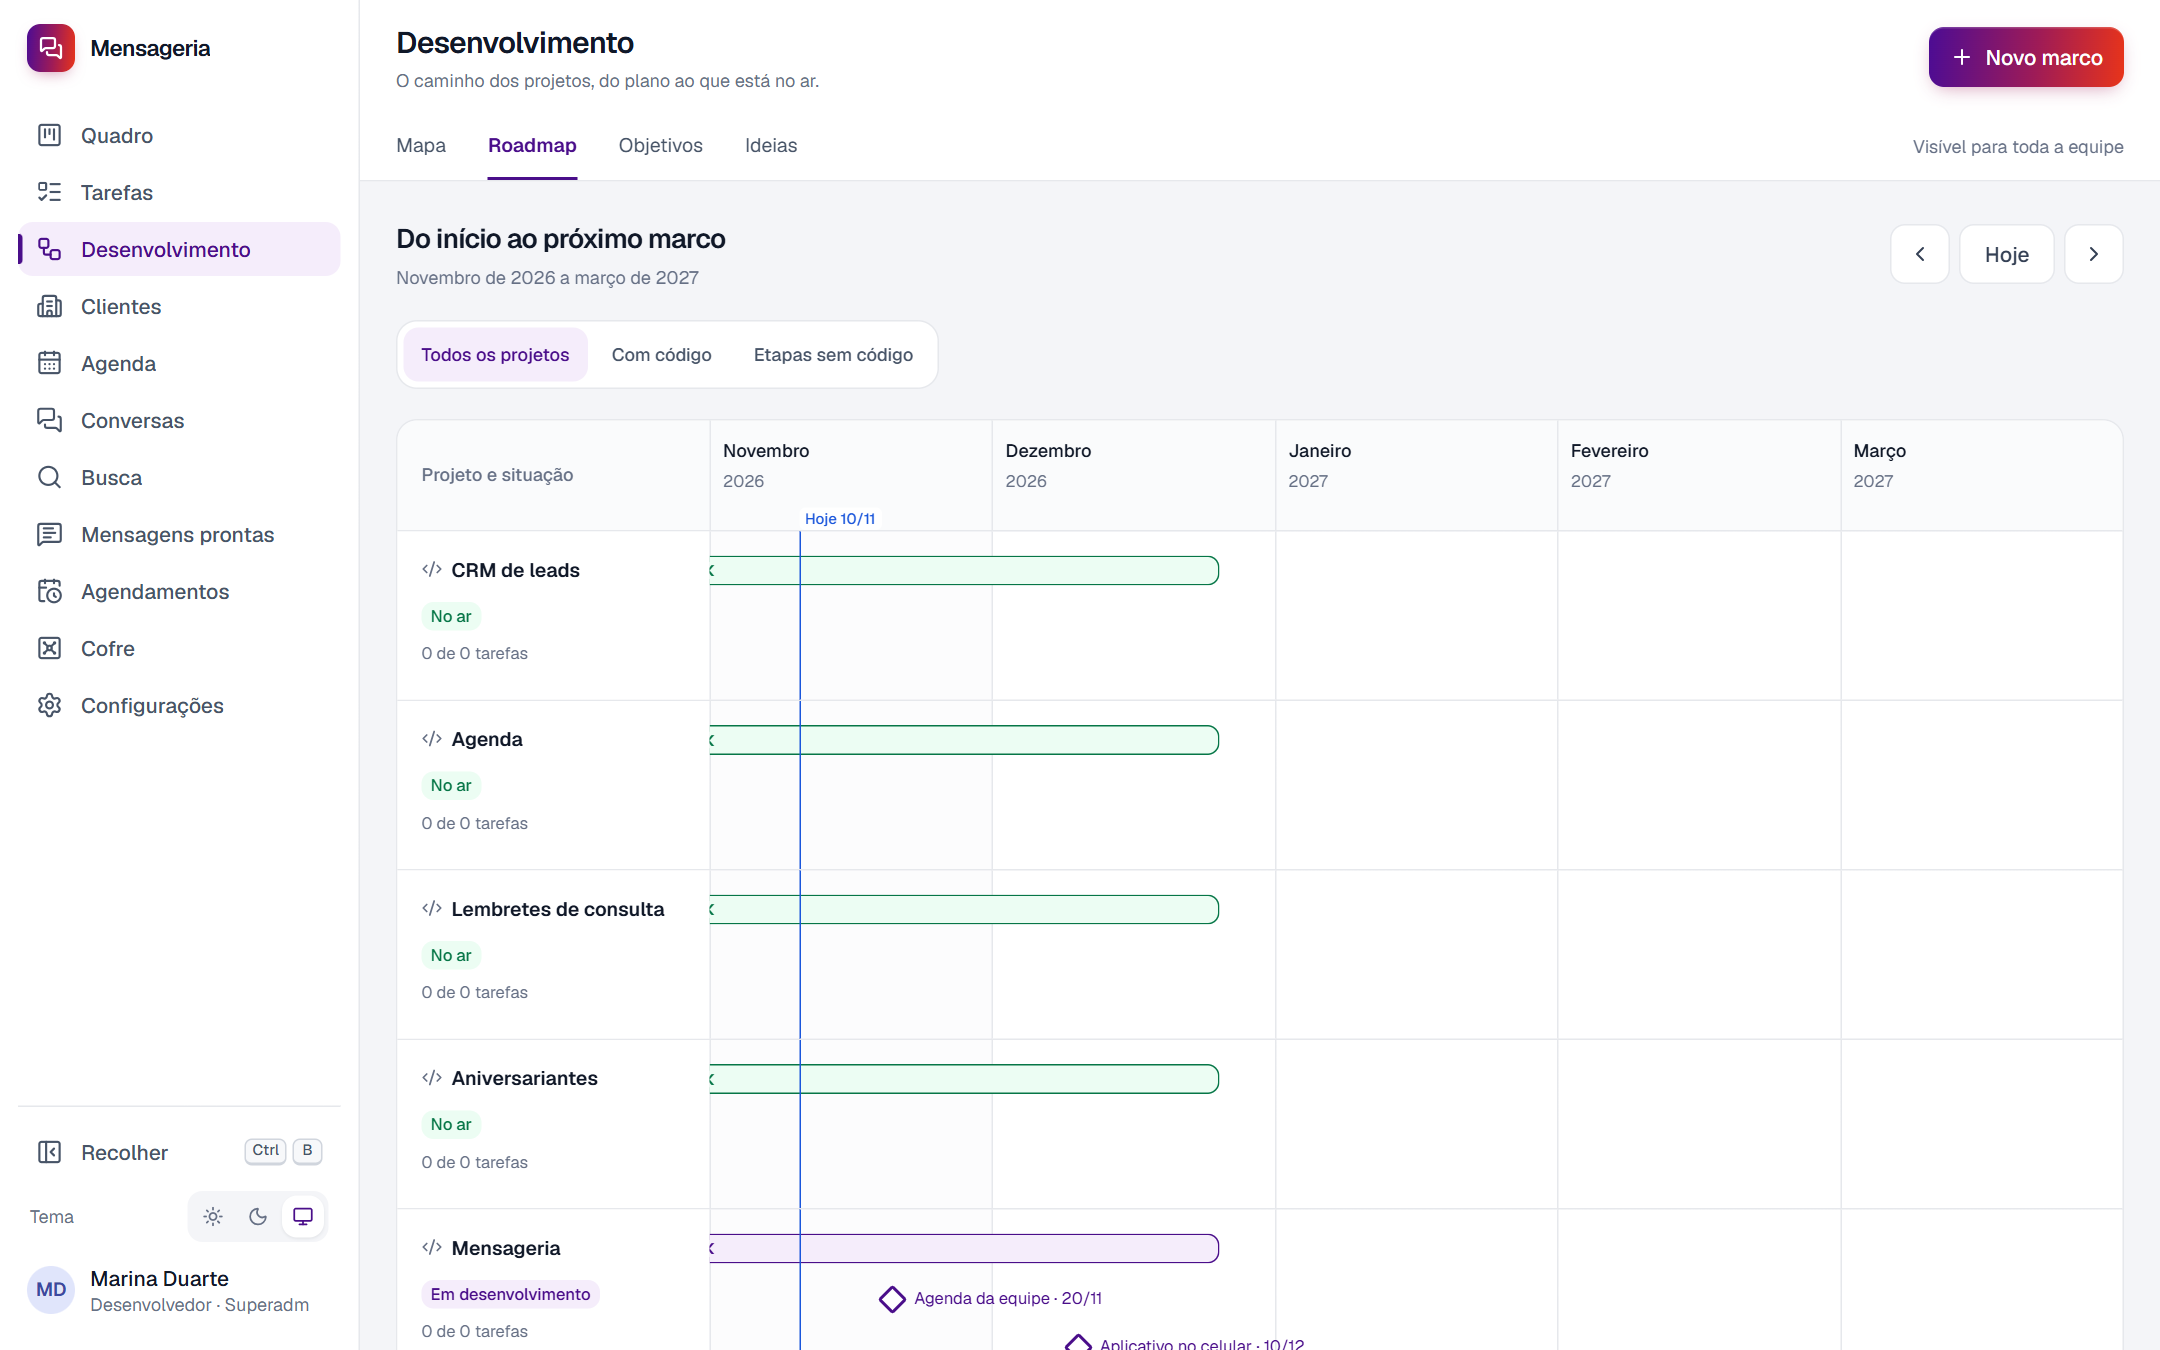 Mensageria
Quadro
Tarefas
Desenvolvimento
Clientes
Agenda
Conversas
Busca
Mensagens prontas
Agendamentos
Cofre
Configurações
Recolher
Ctrl B
Tema
MD
Marina Duarte
Desenvolvedor · Superadm
Desenvolvimento
O caminho dos projetos, do plano ao que está no ar.
Novo marco
Mapa
Roadmap
Objetivos
Ideias
Visível para toda a equipe
Do início ao próximo marco
Novembro de 2026 a março de 2027
Hoje
Todos os projetos
Com código
Etapas sem código
Projeto e situação
Novembro
2026
Dezembro
2026
Janeiro
2027
Fevereiro
2027
Março
2027
Hoje 10/11
CRM de leads
No ar
0 de 0 tarefas
Agenda
No ar
0 de 0 tarefas
Lembretes de consulta
No ar
0 de 0 tarefas
Aniversariantes
No ar
0 de 0 tarefas
Mensageria
Em desenvolvimento
0 de 0 tarefas
Agenda da equipe · 20/11
Aplicativo no celular · 10/12